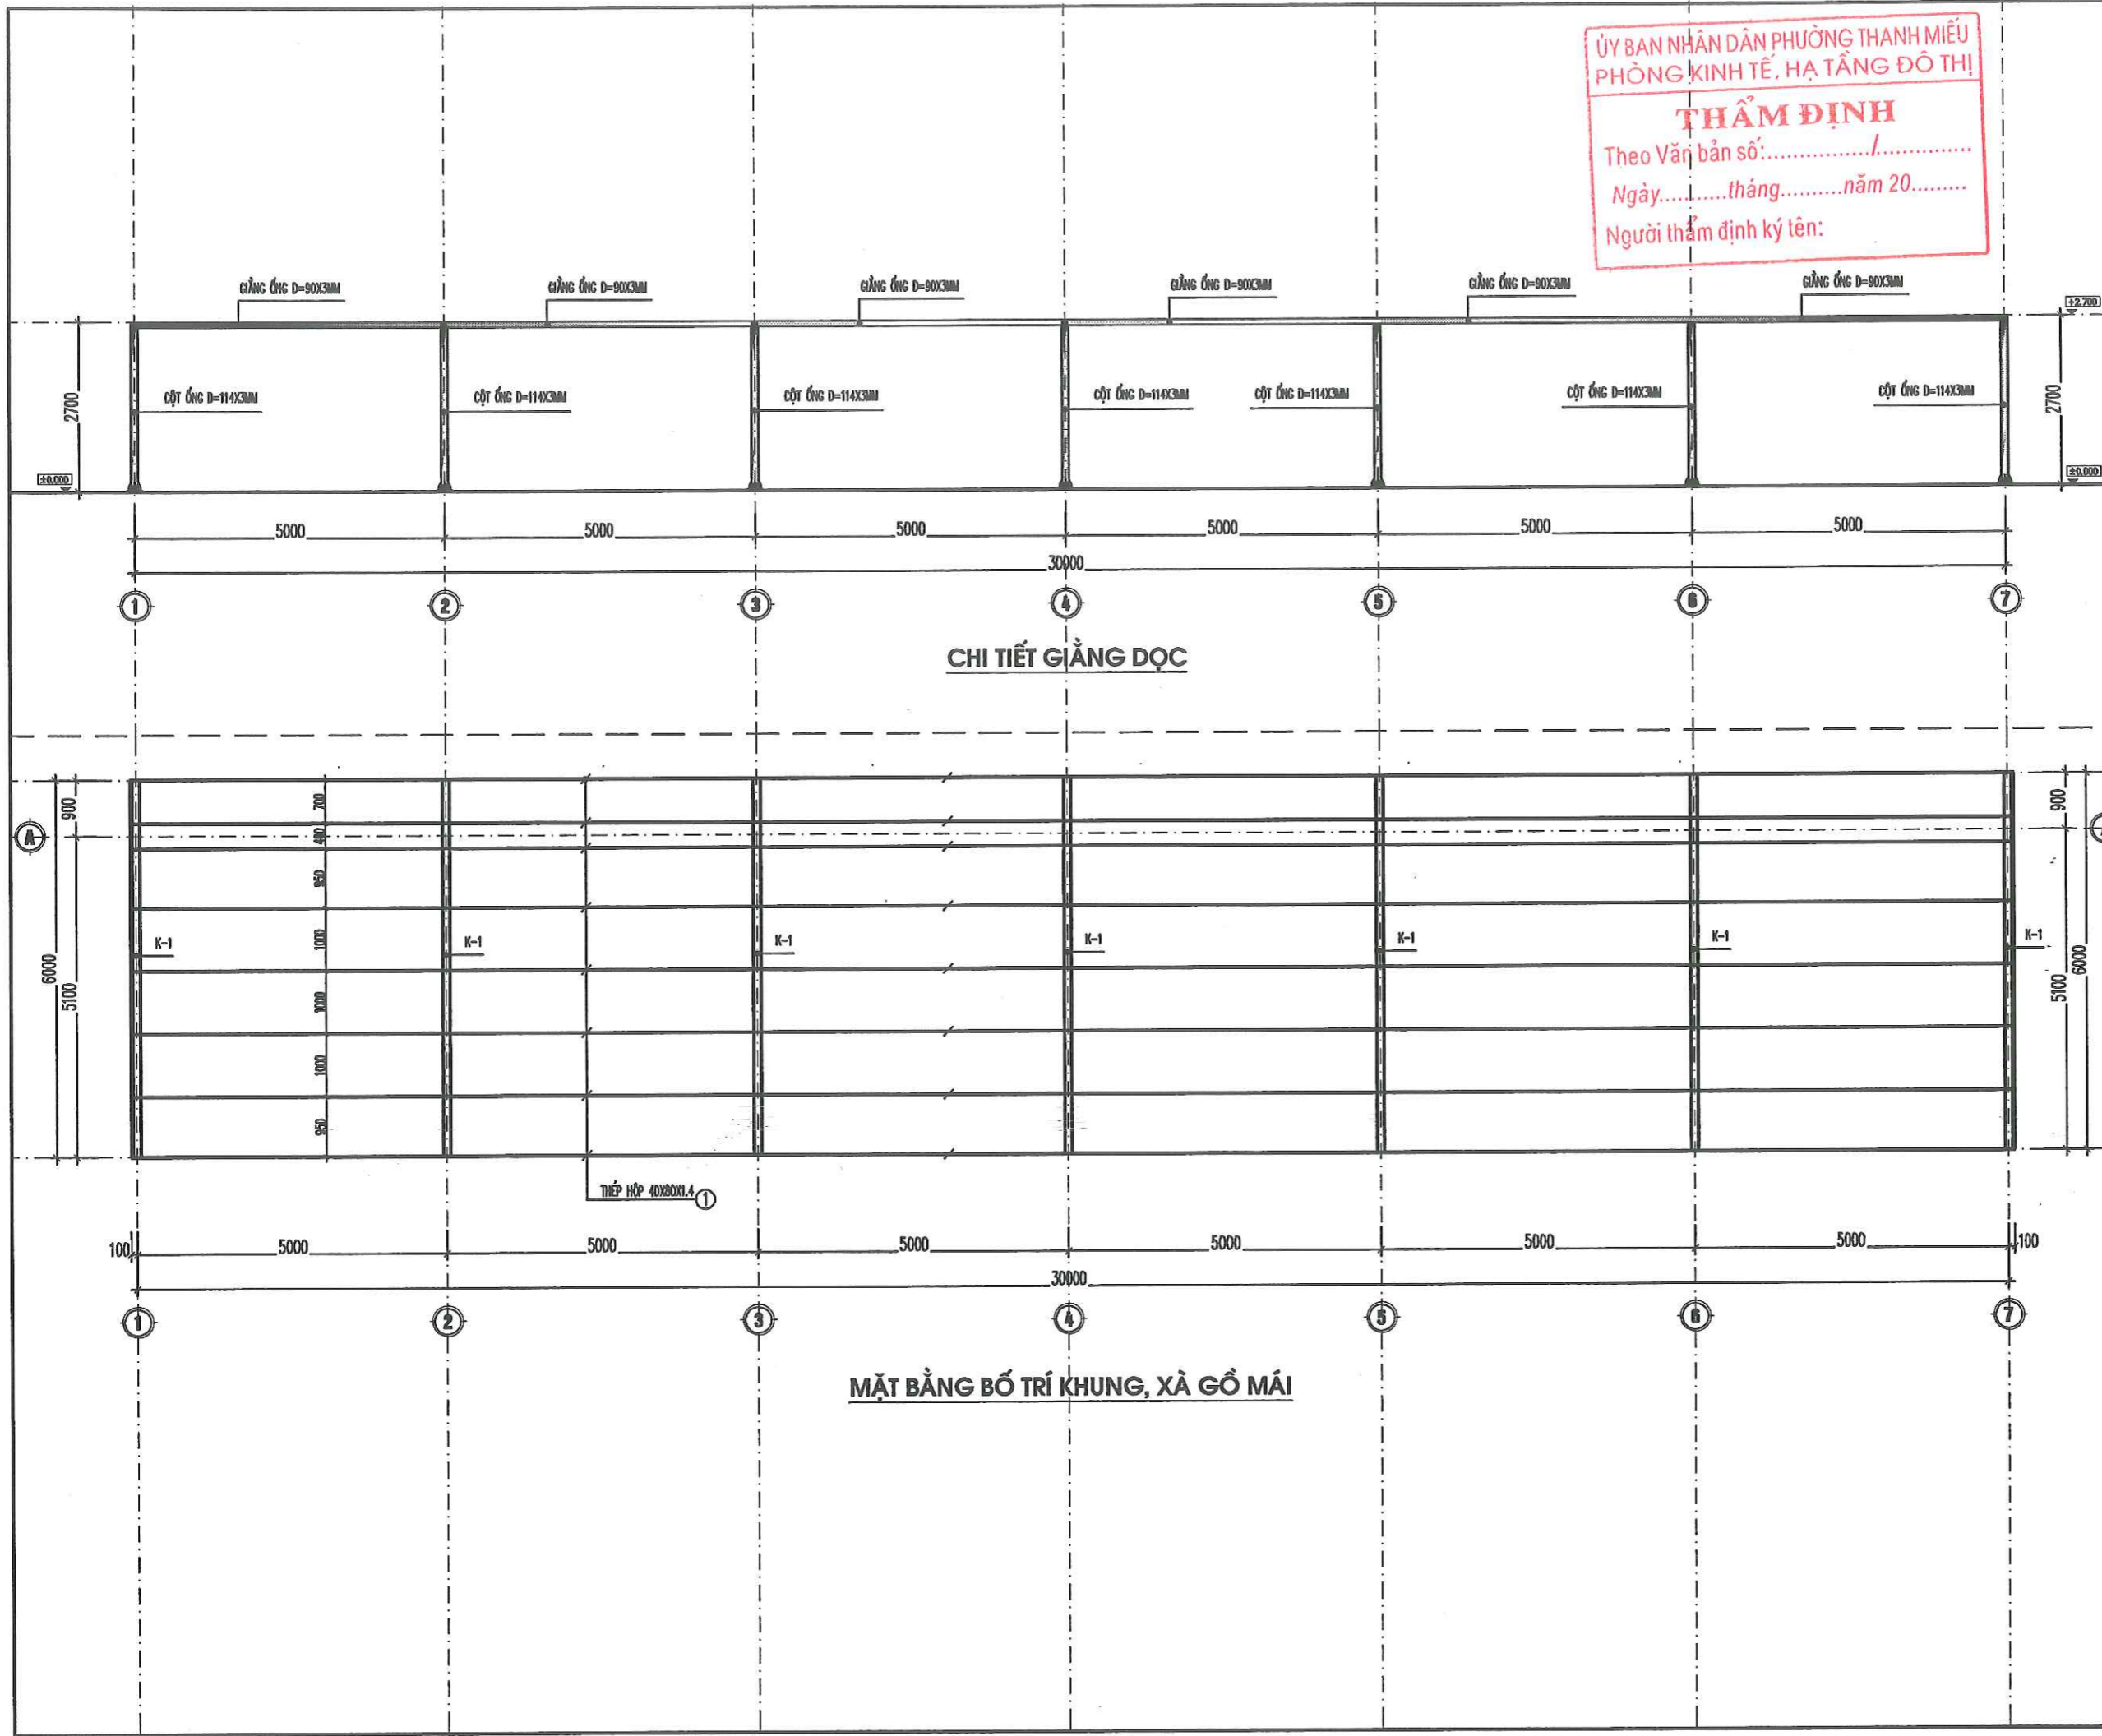 ỦY BAN NHÂN DÂN PHƯỜNG THANH MIẾU
PHÒNG KINH TẾ, HẠ TẦNG ĐÔ THỊ
THẨM ĐỊNH
Theo Văn bản số:................/...............
Ngày...........tháng..........năm 20.........
Người thẩm định ký tên:
GIẰNG ỐNG D=90X3MM GIẰNG ỐNG D=90X3MM GIẰNG ỐNG D=90X3MM GIẰNG ỐNG D=90X3MM GIẰNG ỐNG D=90X3MM GIẰNG ỐNG D=90X3MM
+2.700
2700 CỘT ỐNG D=114X3MM CỘT ỐNG D=114X3MM CỘT ỐNG D=114X3MM CỘT ỐNG D=114X3MM CỘT ỐNG D=114X3MM CỘT ỐNG D=114X3MM CỘT ỐNG D=114X3MM 2700
±0.000 ±0.000
5000 5000 5000 5000 5000 5000
30000
1 2 3 4 5 6 7
CHI TIẾT GIẰNG DỌC
900 700 900
A 400
950
K-1 1000 K-1 K-1 K-1 K-1 K-1 K-1
6000 5100 1000 5100 6000
1000
950
THÉP HỘP 40X80X1.4 1
100 5000 5000 5000 5000 5000 5000 100
30000
1 2 3 4 5 6 7
MẶT BẰNG BỐ TRÍ KHUNG, XÀ GỒ MÁI